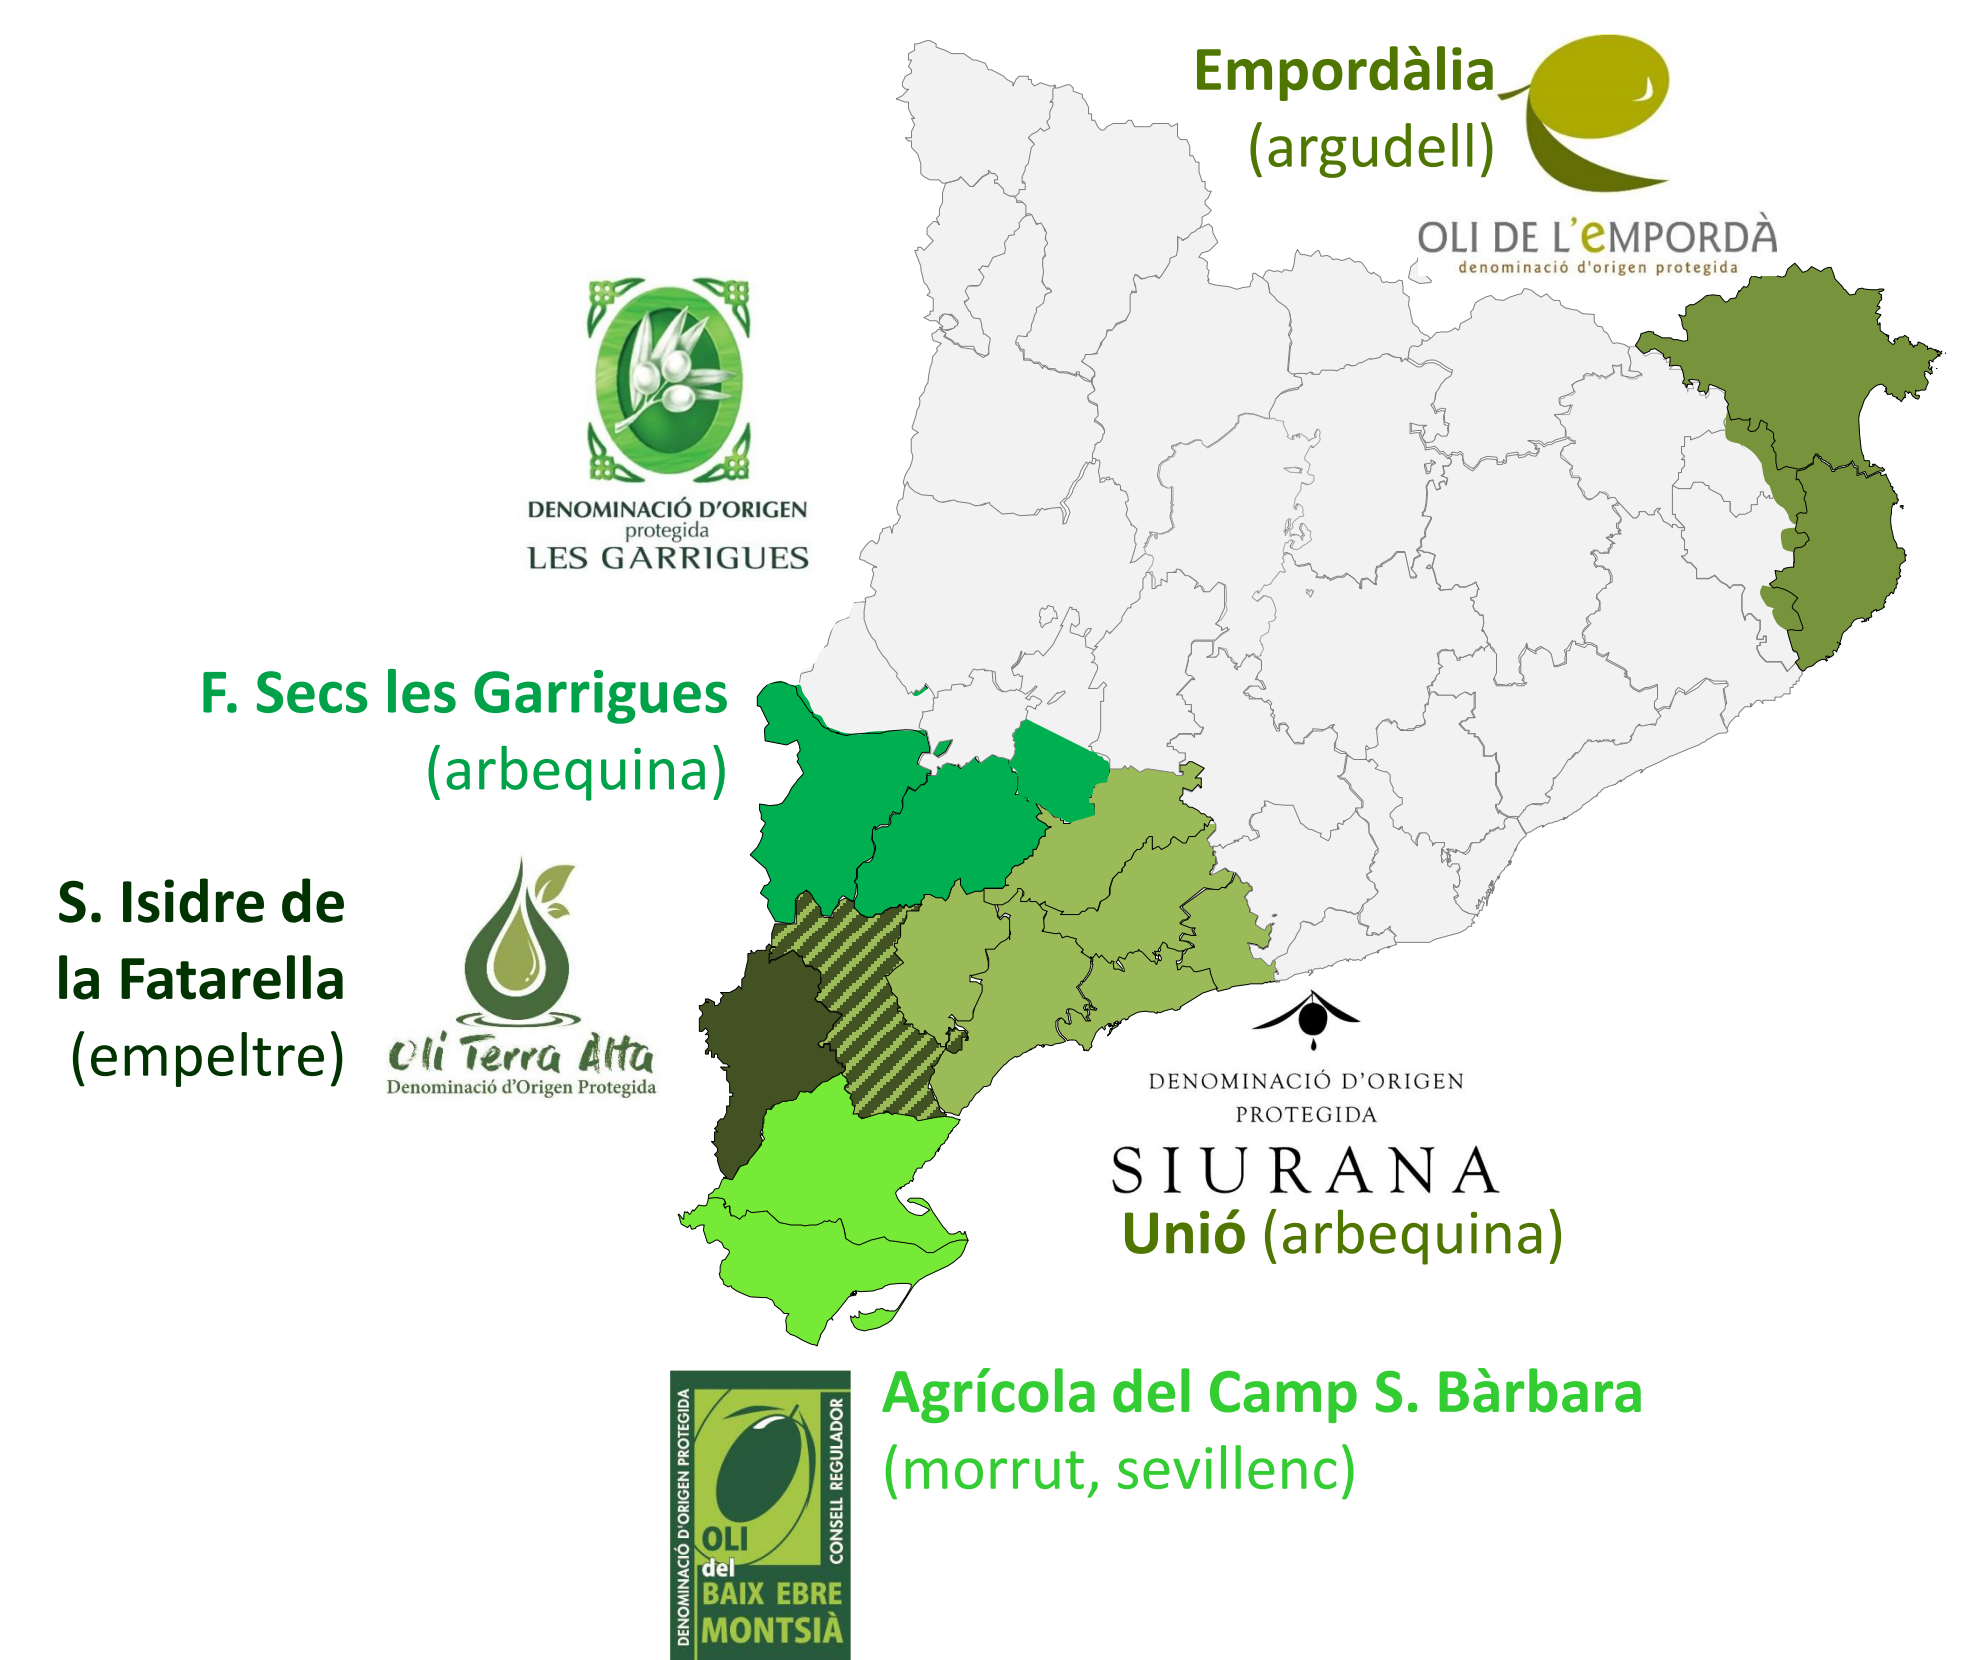 Empordàlia
(argudell)
OLI DE L'eMPORDÀ
denominació d'origen protegida
DENOMINACIÓ D'ORIGEN
protegida
LES GARRIGUES
F. Secs les Garrigues
(arbequina)
S. Isidre de
la Fatarella
(empeltre)
Oli Terra Alta
Denominació d'Origen Protegida
DENOMINACIÓ D'ORIGEN
PROTEGIDA
SIURANA
Unió (arbequina)
Agrícola del Camp S. Bàrbara
(morrut, sevillenc)
DENOMINACIÓ D'ORIGEN PROTEGIDA
CONSELL REGULADOR
OLI
del
BAIX EBRE
MONTSIÀ